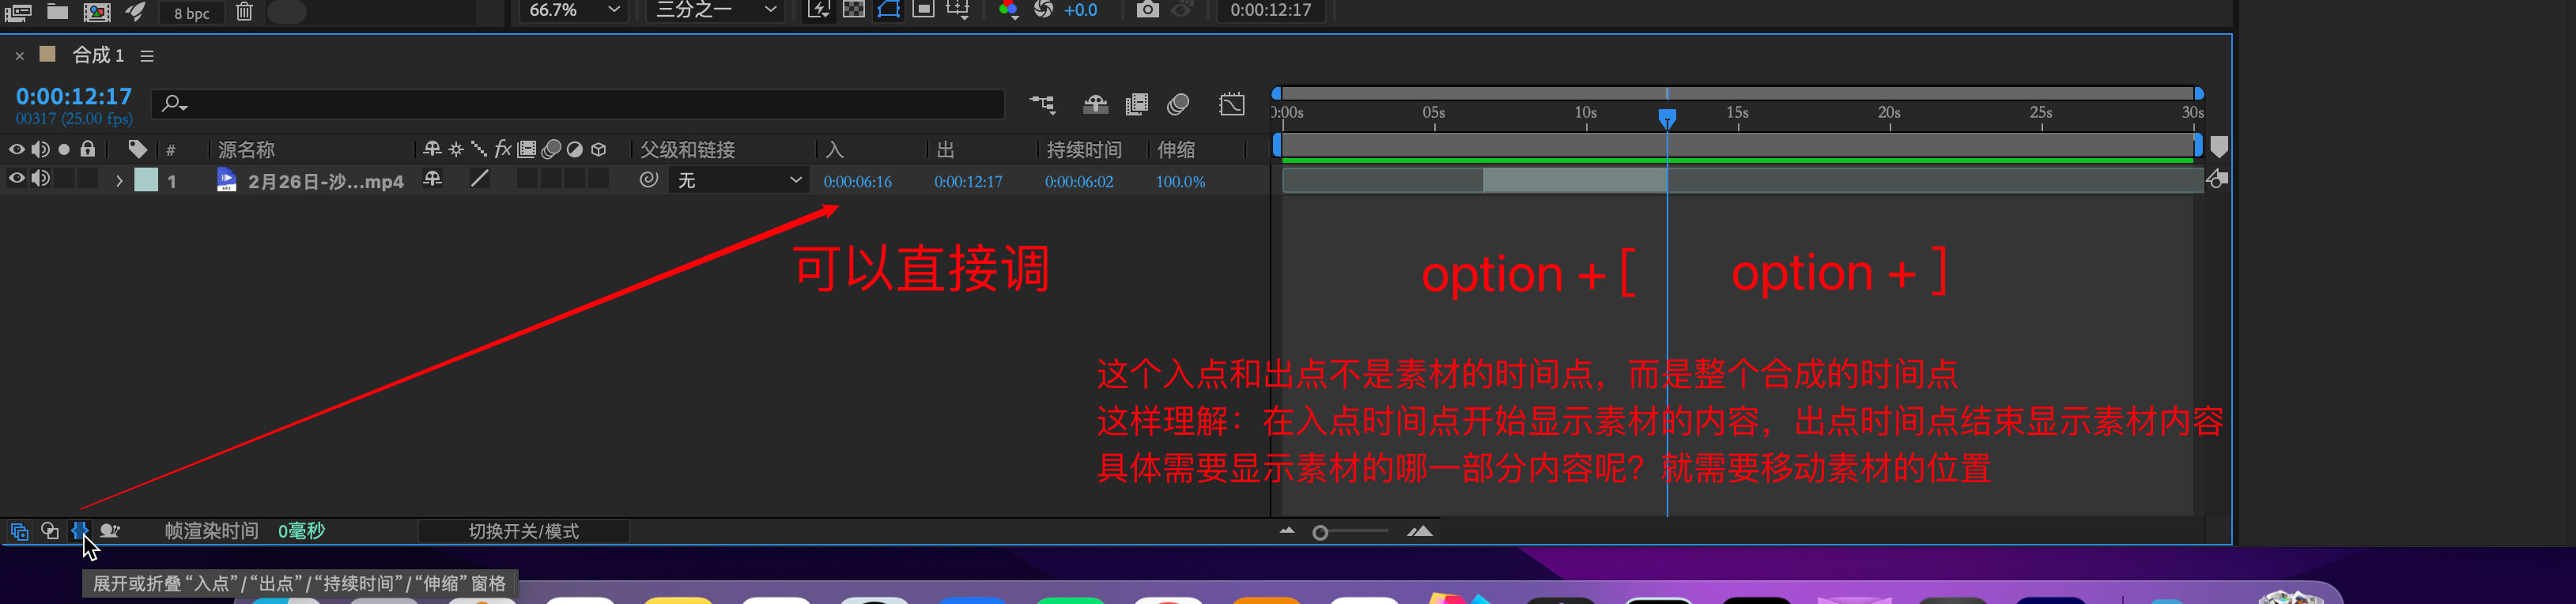 8 bpc
66.7%
三分之一
+0.0
0:00:12:17
合成 1
0:00:12:17
00317 (25.00 fps)
0:00s 05s 10s 15s 20s 25s 30s
# 源名称 fx 父级和链接 入 出 持续时间 伸缩
1 2月26日-沙...mp4 无 0:00:06:16 0:00:12:17 0:00:06:02 100.0%
可以直接调
option + [ option + ]
这个入点和出点不是素材的时间点，而是整个合成的时间点
这样理解：在入点时间点开始显示素材的内容，出点时间点结束显示素材内容
具体需要显示素材的哪一部分内容呢？就需要移动素材的位置
帧渲染时间 0毫秒 切换开关/模式
展开或折叠“入点”/“出点”/“持续时间”/“伸缩”窗格